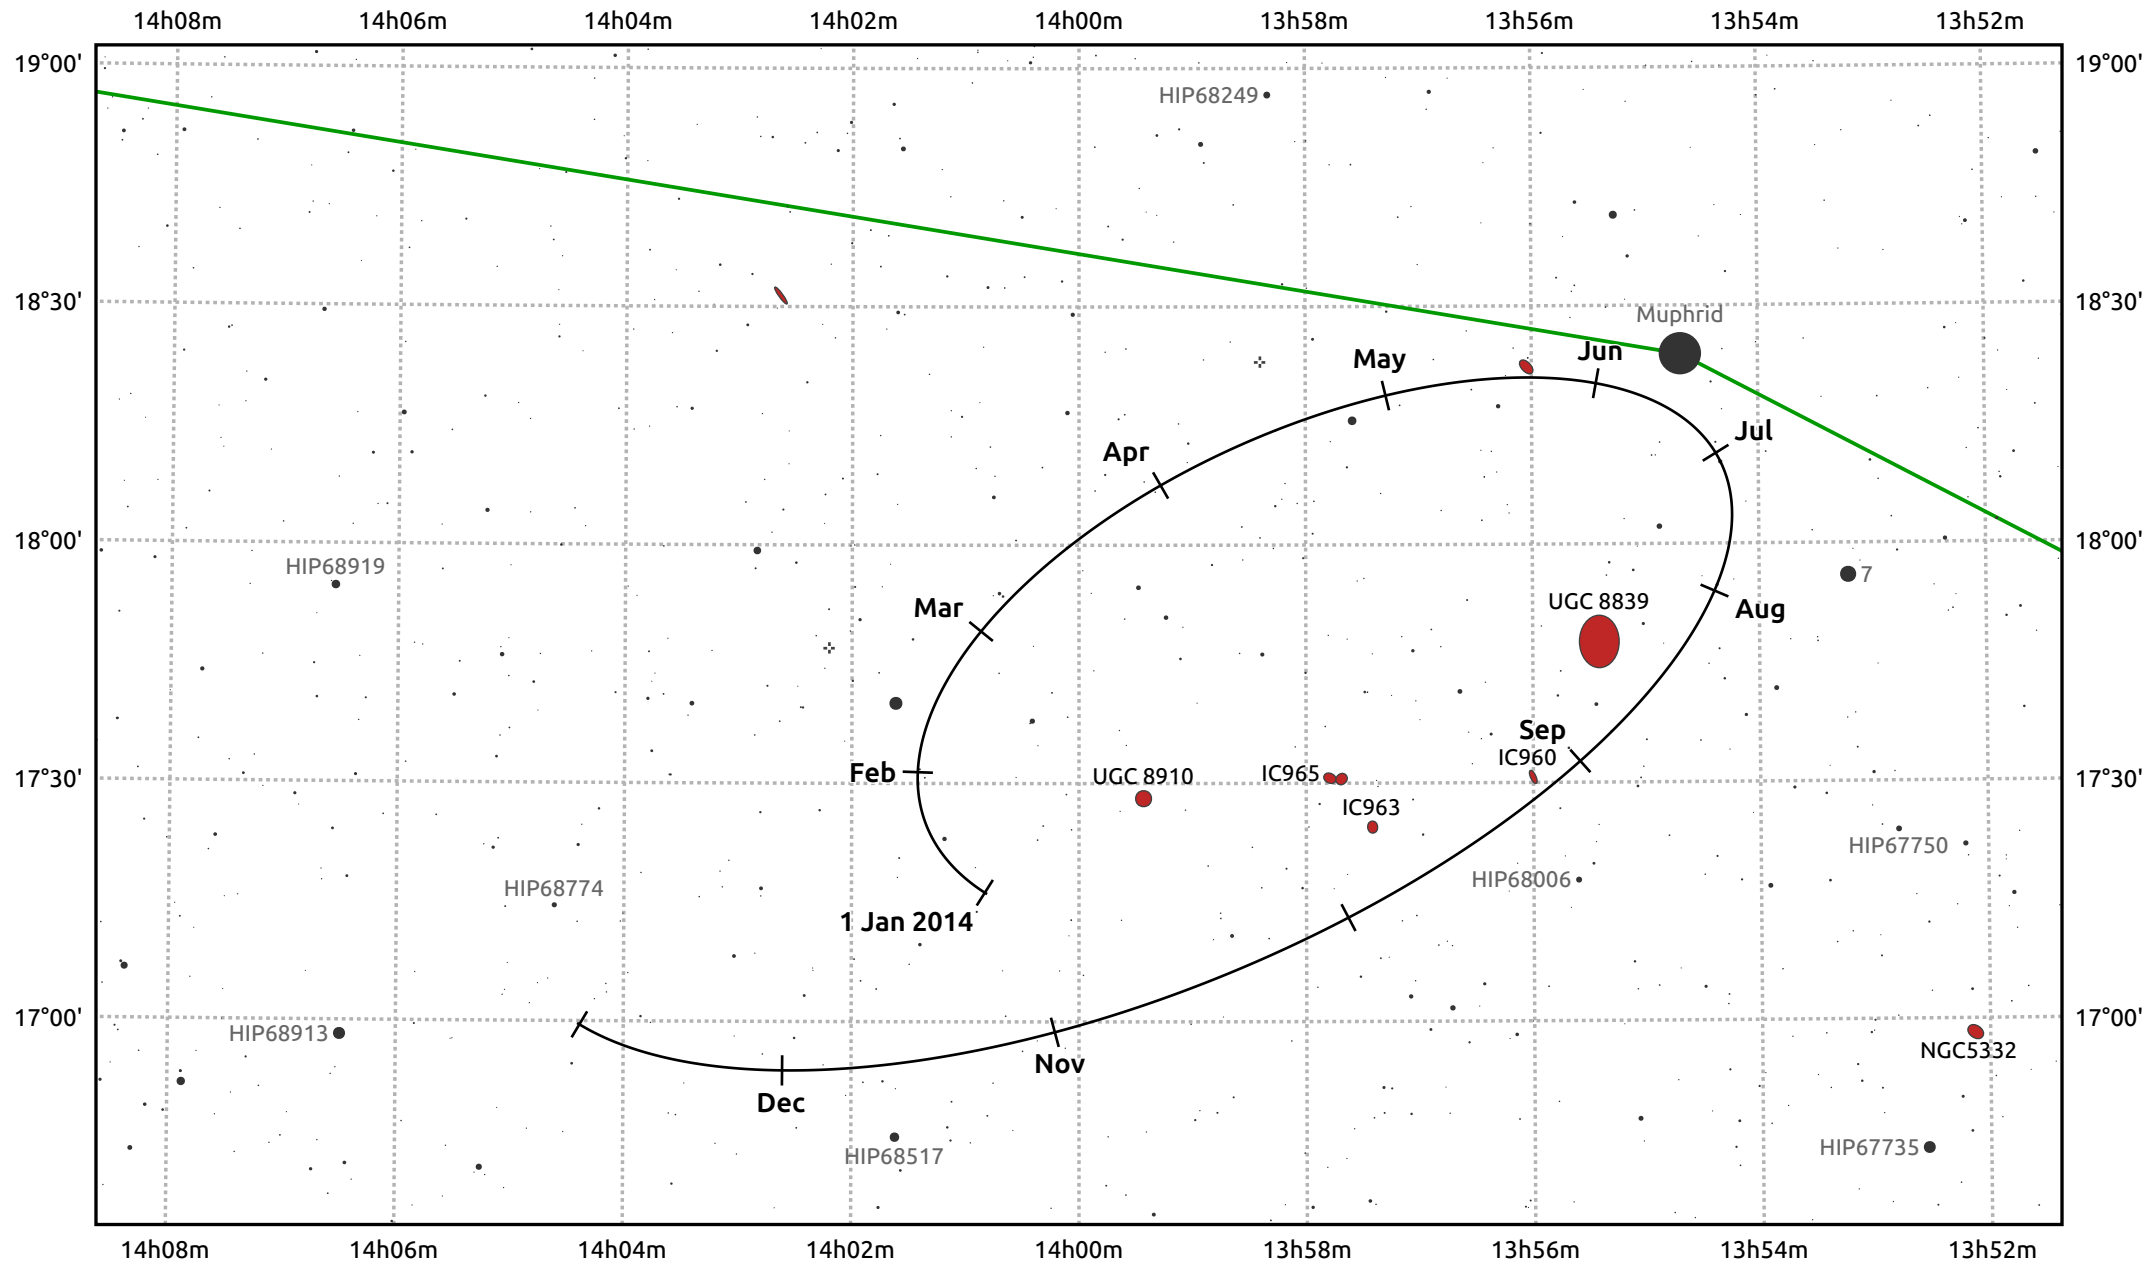 14h08m 14h06m 14h04m 14h02m 14h00m 13h58m 13h56m 13h54m 13h52m
19°00' 19°00'
HIP68249
18°30' 18°30'
Muphrid
May Jun
Jul
Apr
18°00' 18°00'
HIP68919 7
UGC 8839
Mar Aug
Sep
IC960
17°30' Feb UGC 8910 IC965 17°30'
IC963
HIP67750
HIP68774 HIP68006
1 Jan 2014
17°00' 17°00'
HIP68913
NGC5332
Nov
Dec
HIP67735
HIP68517
14h08m 14h06m 14h04m 14h02m 14h00m 13h58m 13h56m 13h54m 13h52m